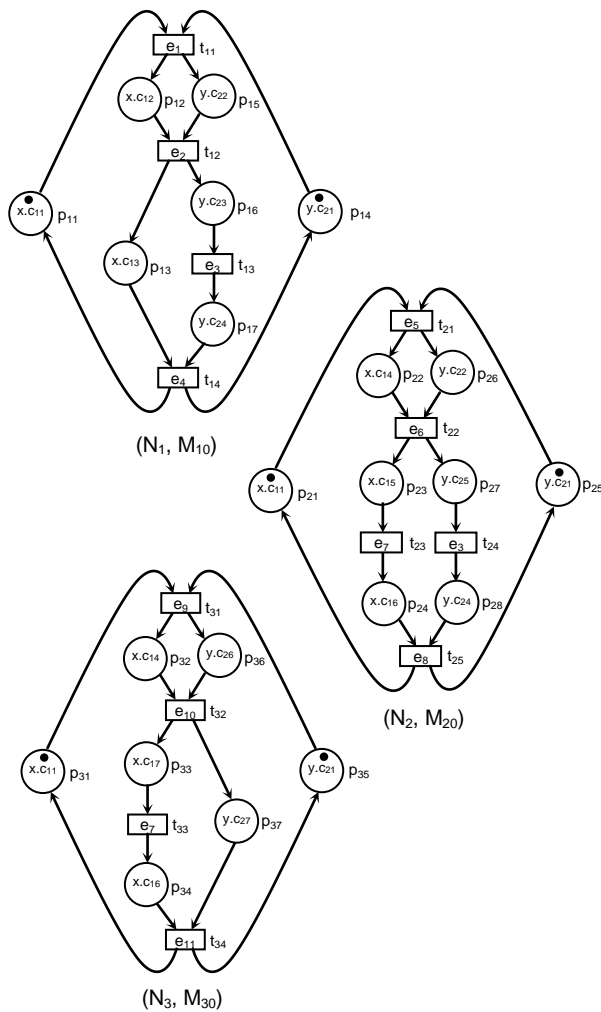 e₁ t₁₁
x.c₁₂ p₁₂ y.c₂₂ p₁₅
e₂ t₁₂
x.c₁₁ p₁₁ y.c₂₃ p₁₆ y.c₂₁ p₁₄
x.c₁₃ p₁₃ e₃ t₁₃
y.c₂₄ p₁₇
e₄ t₁₄
(N₁, M₁₀)
e₅ t₂₁
x.c₁₄ p₂₂ y.c₂₂ p₂₆
e₆ t₂₂
x.c₁₁ p₂₁ x.c₁₅ p₂₃ y.c₂₅ p₂₇ y.c₂₁ p₂₅
e₇ t₂₃ e₃ t₂₄
x.c₁₆ p₂₄ y.c₂₄ p₂₈
e₈ t₂₅
(N₂, M₂₀)
e₉ t₃₁
x.c₁₄ p₃₂ y.c₂₆ p₃₆
e₁₀ t₃₂
x.c₁₁ p₃₁ x.c₁₇ p₃₃ y.c₂₁ p₃₅
e₇ t₃₃ y.c₂₇ p₃₇
x.c₁₆ p₃₄
e₁₁ t₃₄
(N₃, M₃₀)